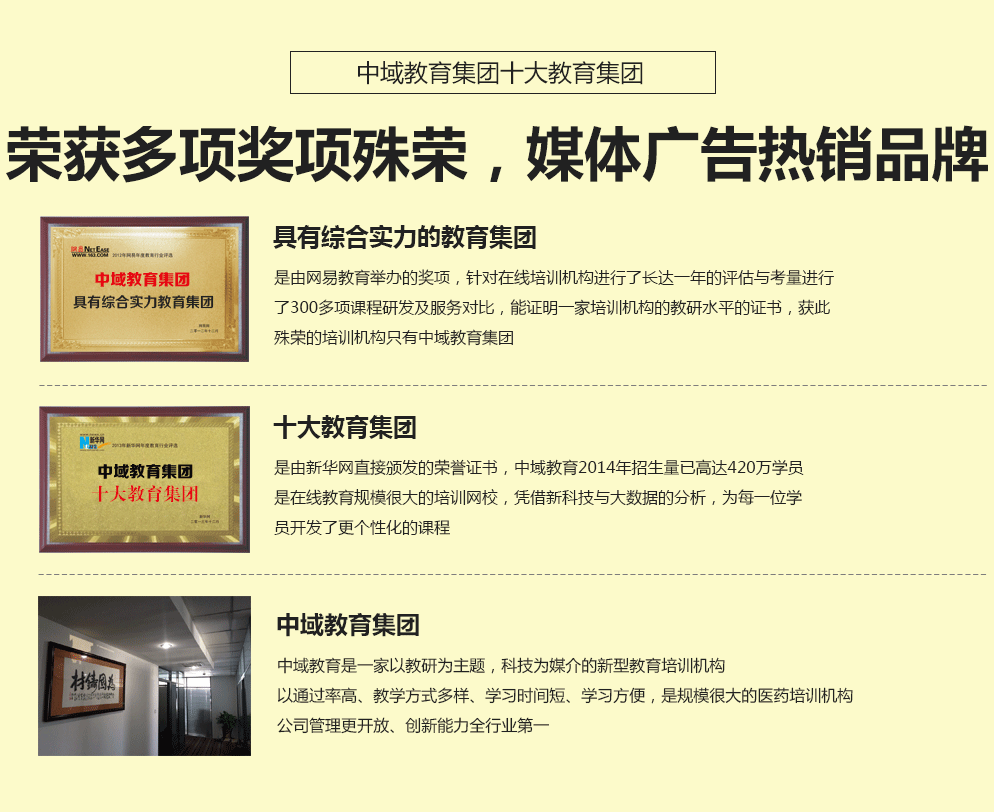 中域教育集团十大教育集团
荣获多项奖项殊荣，媒体广告热销品牌
网易NETEASE
WWW.163.COM 2012年网易年度教育行业评选
中域教育集团
具有综合实力教育集团
具有综合实力的教育集团
是由网易教育举办的奖项，针对在线培训机构进行了长达一年的评估与考量进行
了300多项课程研发及服务对比，能证明一家培训机构的教研水平的证书，获此
殊荣的培训机构只有中域教育集团
新华网
2013年新华网年度教育行业评选
中域教育集团
十大教育集团
十大教育集团
是由新华网直接颁发的荣誉证书，中域教育2014年招生量已高达420万学员
是在线教育规模很大的培训网校，凭借新科技与大数据的分析，为每一位学
员开发了更个性化的课程
材鑄國為
中域教育集团
中域教育是一家以教研为主题，科技为媒介的新型教育培训机构
以通过率高、教学方式多样、学习时间短、学习方便，是规模很大的医药培训机构
公司管理更开放、创新能力全行业第一